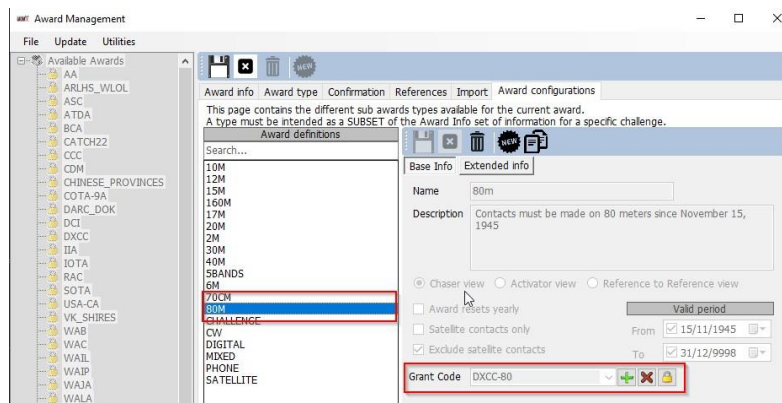 AMT Award Management
File Update Utilities
Available Awards
AA
ARLHS_WLOL
ASC
ATDA
BCA
CATCH22
CCC
CDM
CHINESE_PROVINCES
COTA-9A
DARC_DOK
DCI
DXCC
IIA
IOTA
RAC
SOTA
USA-CA
VK_SHIRES
WAB
WAC
WAIL
WAIP
WAJA
WALA
NEW
Award info Award type Confirmation References Import Award configurations
This page contains the different sub awards types available for the current award.
A type must be intended as a SUBSET of the Award Info set of information for a specific challenge.
Award definitions
Search...
10M
12M
15M
160M
17M
20M
2M
30M
40M
5BANDS
6M
70CM
80M
CHALLENGE
CW
DIGITAL
MIXED
PHONE
SATELLITE
NEW
Base Info Extended info
Name 80m
Description Contacts must be made on 80 meters since November 15,
1945
Chaser view Activator view Reference to Reference view
Award resets yearly
Satellite contacts only
Exclude satellite contacts
Valid period
From 15/11/1945
To 31/12/9998
Grant Code DXCC-80